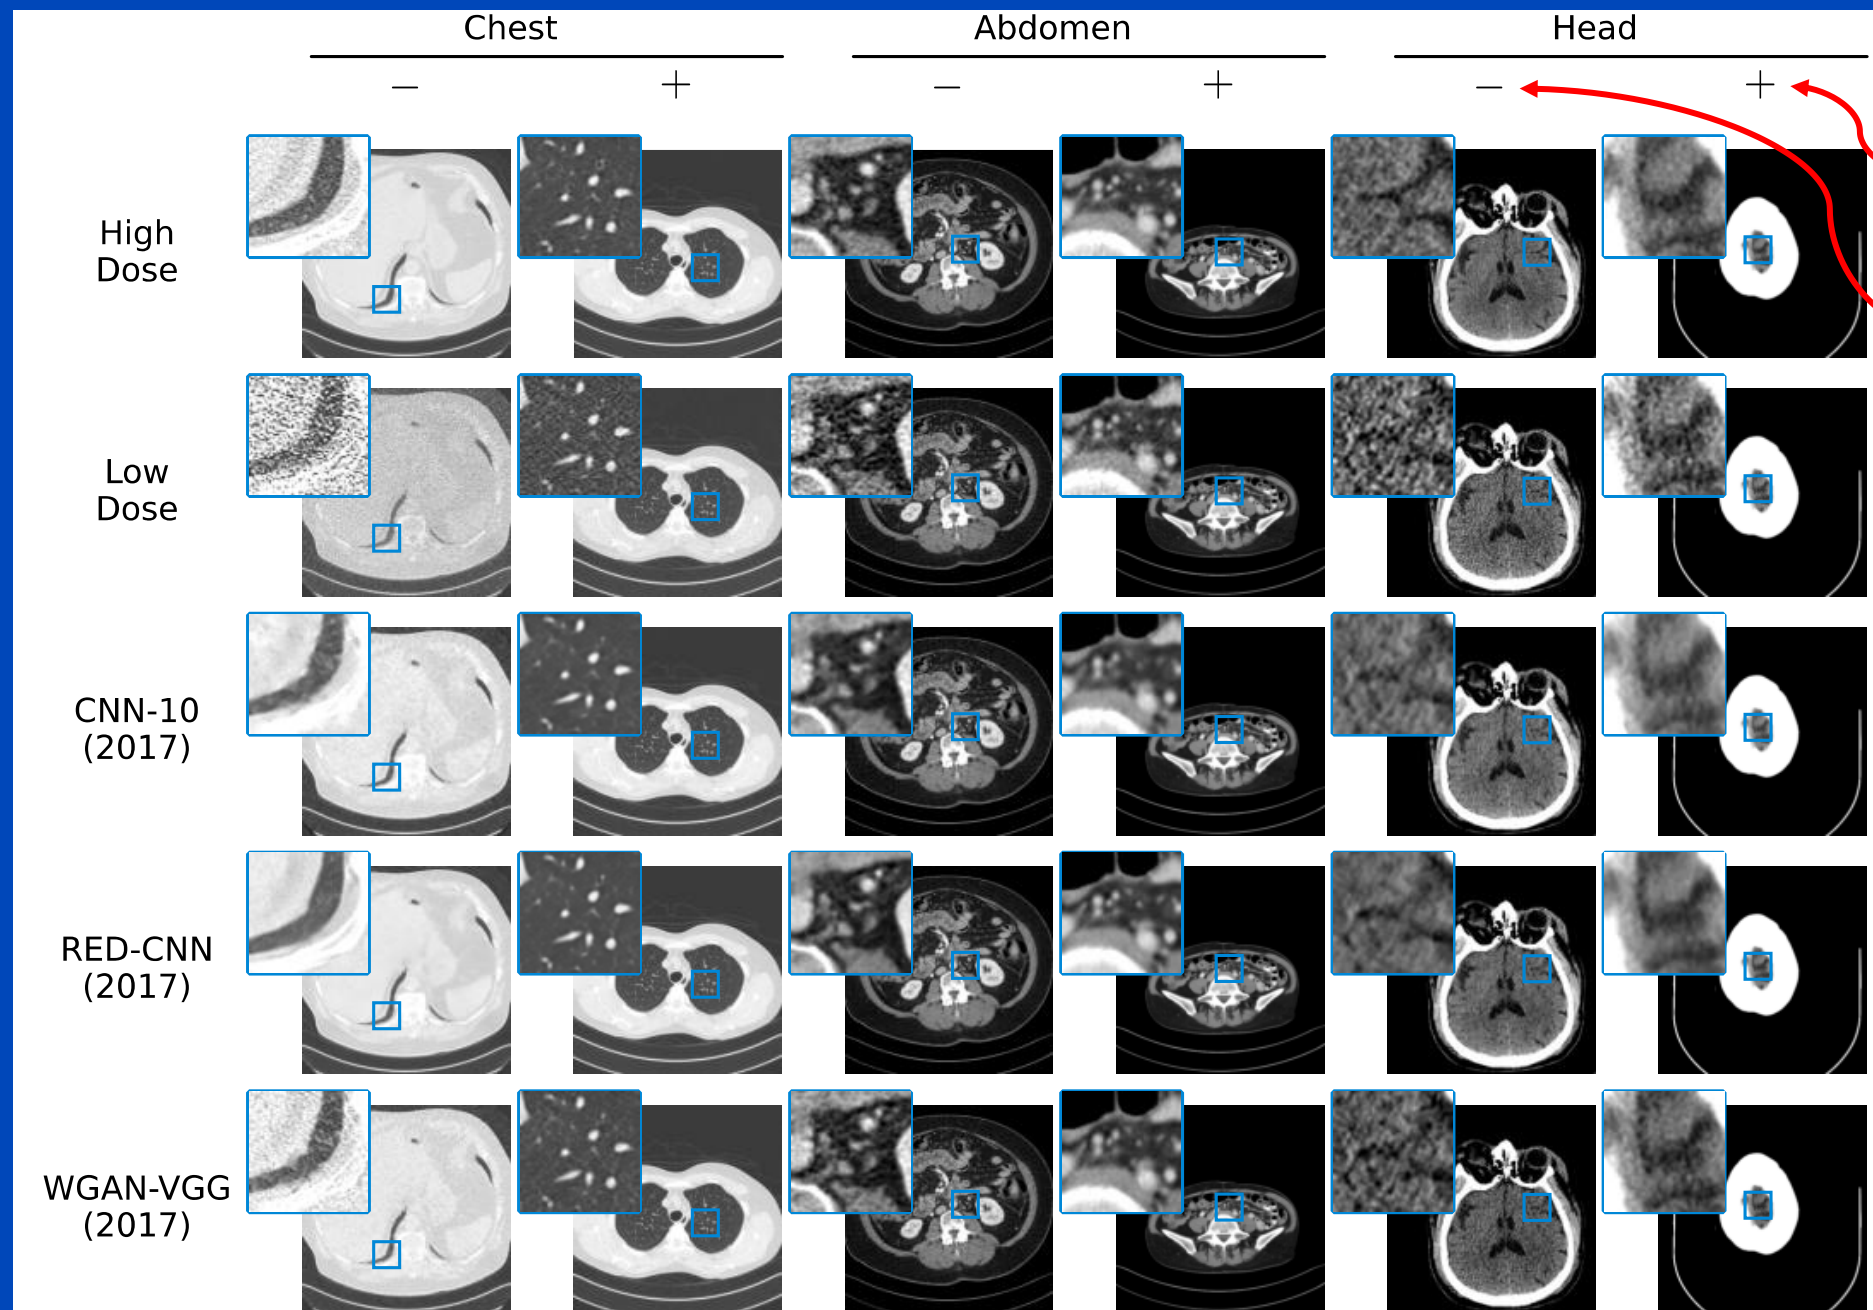 Chest Abdomen Head
− + − + − +
High
Dose
Low
Dose
CNN-10
(2017)
RED-CNN
(2017)
WGAN-VGG
(2017)